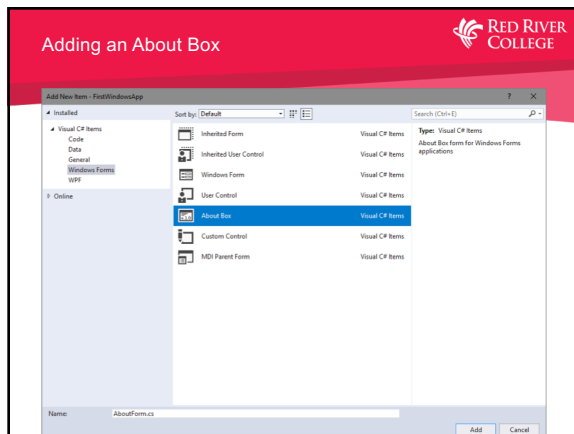 Adding an About Box
RED RIVER
COLLEGE
Add New Item - FirstWindowsApp ? ×
Installed
Sort by: Default
Search (Ctrl+E)
Visual C# Items
Code
Data
General
Windows Forms
WPF
Online
Inherited Form Visual C# Items
Inherited User Control Visual C# Items
Windows Form Visual C# Items
User Control Visual C# Items
About Box Visual C# Items
Custom Control Visual C# Items
MDI Parent Form Visual C# Items
Type: Visual C# Items
About Box form for Windows Forms
applications
Name: AboutForm.cs
Add Cancel